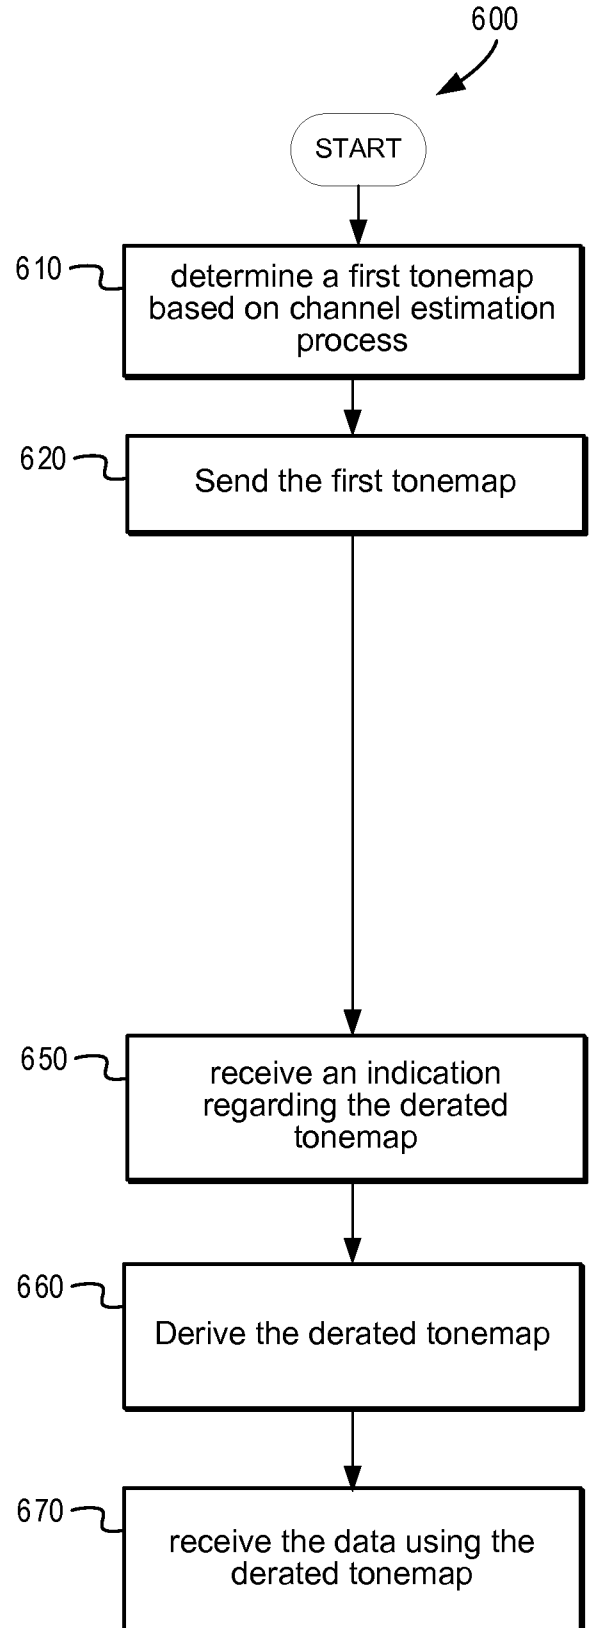 600
START
610
determine a first tonemap
based on channel estimation
process
620
Send the first tonemap
650
receive an indication
regarding the derated
tonemap
660
Derive the derated tonemap
670
receive the data using the
derated tonemap